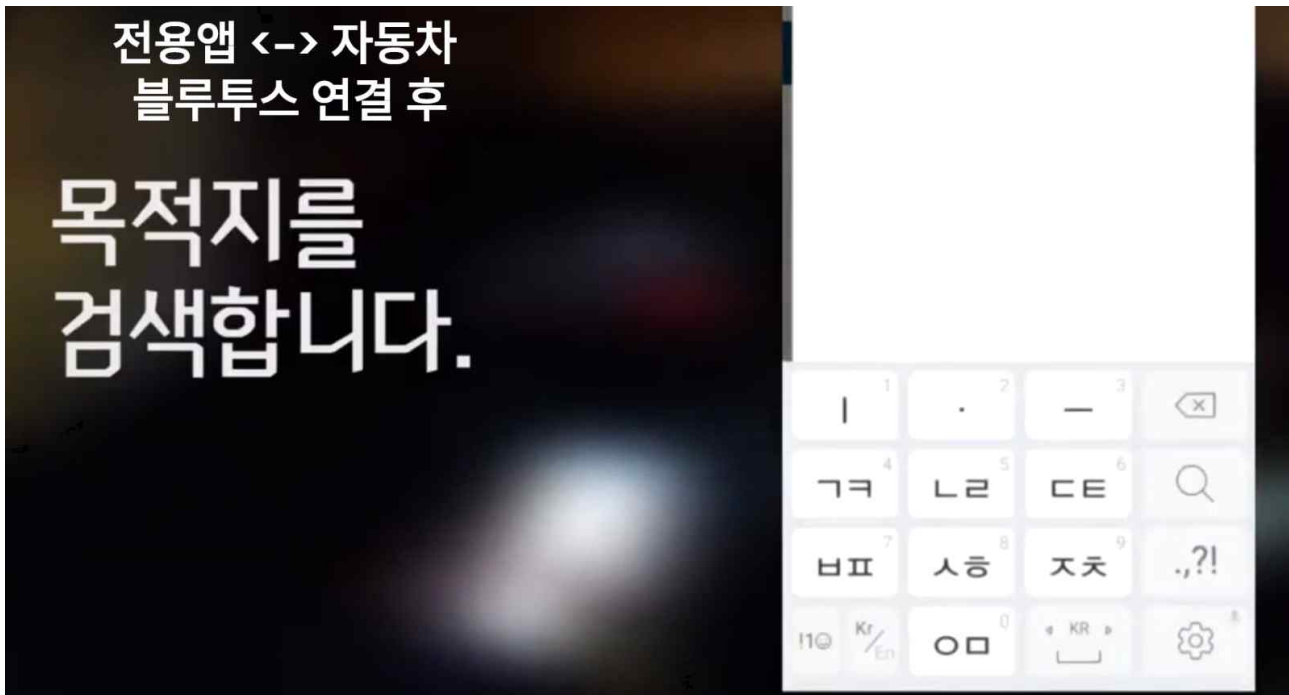 전용앱 <-> 자동차
블루투스 연결 후
목적지를
검색합니다.
ㅣ 1 · 2 ㅡ 3
ㄱㅋ 4 ㄴㄹ 5 ㄷㅌ 6
ㅂㅍ 7 ㅅㅎ 8 ㅈㅊ 9 .,?!
!1☺ Kr/En ㅇㅁ 0 KR